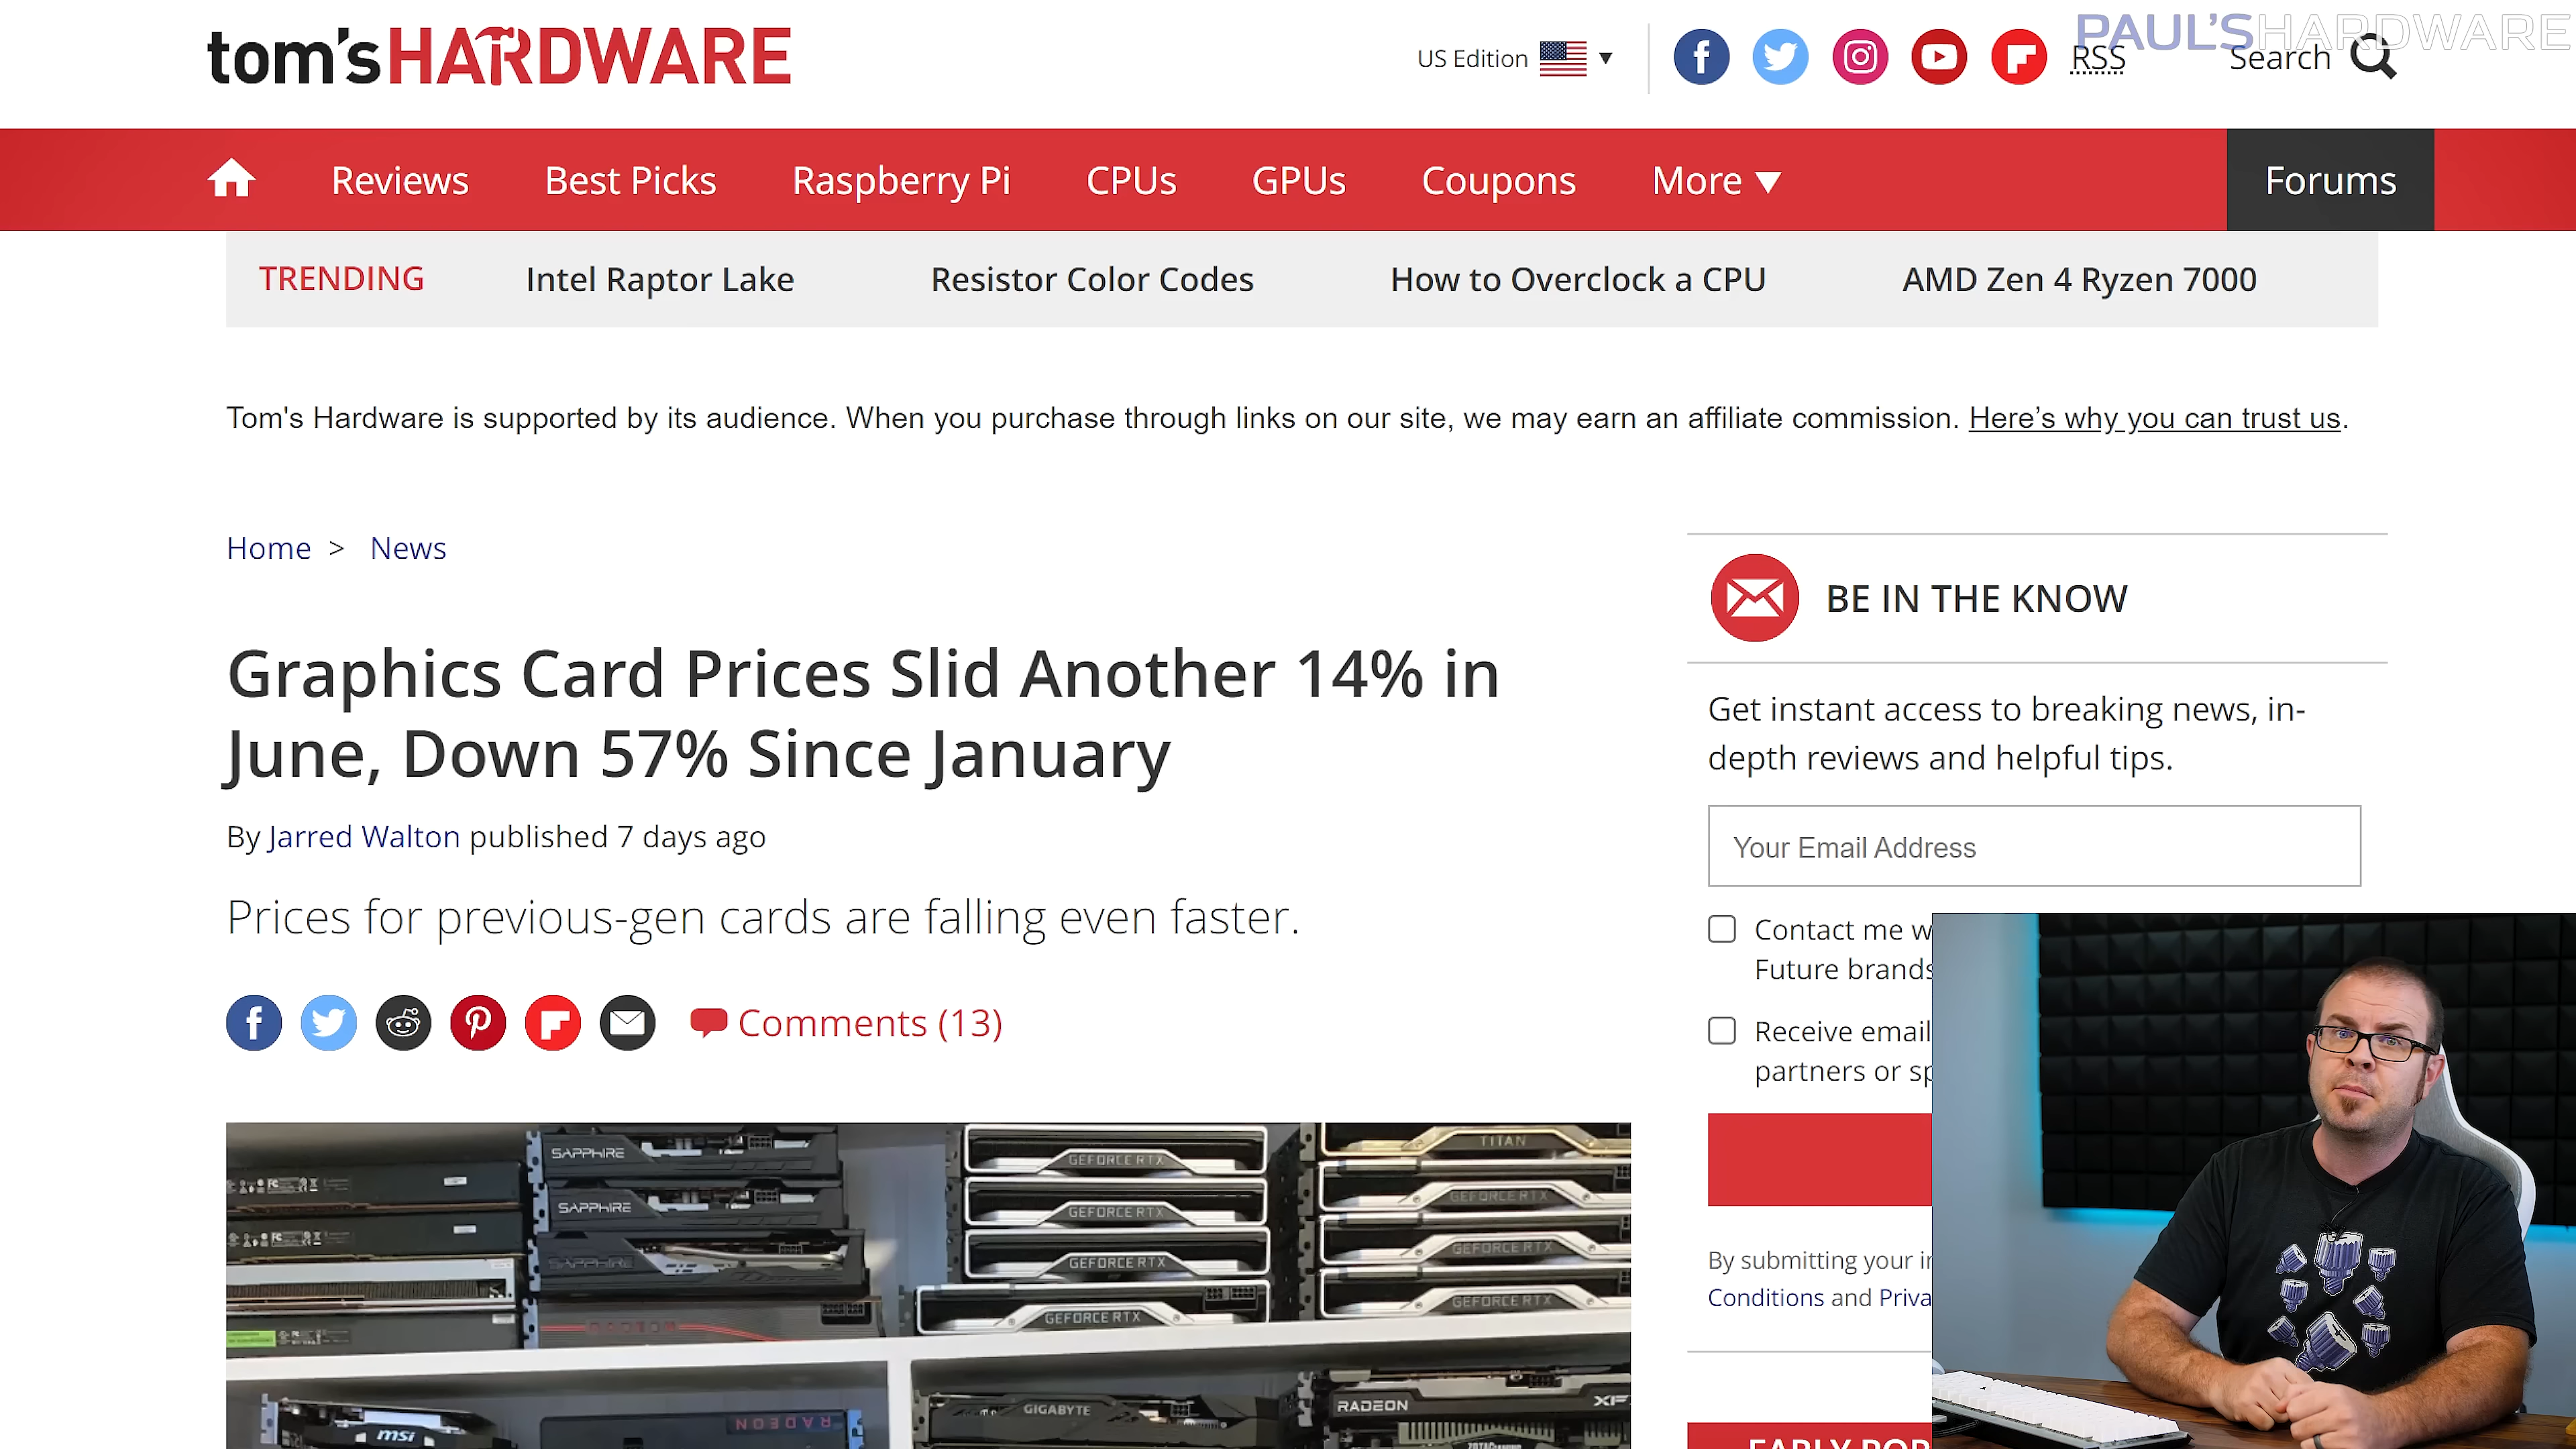 tom'sHARDWARE
US Edition
RSS
Search
PAUL'SHARDWARE
Reviews
Best Picks
Raspberry Pi
CPUs
GPUs
Coupons
More
Forums
TRENDING
Intel Raptor Lake
Resistor Color Codes
How to Overclock a CPU
AMD Zen 4 Ryzen 7000
Tom's Hardware is supported by its audience. When you purchase through links on our site, we may earn an affiliate commission. Here's why you can trust us.
Home > News
Graphics Card Prices Slid Another 14% in
June, Down 57% Since January
By Jarred Walton published 7 days ago
Prices for previous-gen cards are falling even faster.
Comments (13)
BE IN THE KNOW
Get instant access to breaking news, in-
depth reviews and helpful tips.
Your Email Address
Contact me w
Future brands
Receive email
partners or sp
By submitting your
Conditions and Priva
SAPPHIRE
SAPPHIRE
SAPPHIRE
RADEON
GEFORCE RTX
GEFORCE RTX
GEFORCE RTX
GEFORCE RTX
TITAN
GEFORCE RTX
GEFORCE RTX
GEFORCE RTX
msi
RADEON
GIGABYTE
RADEON
XF